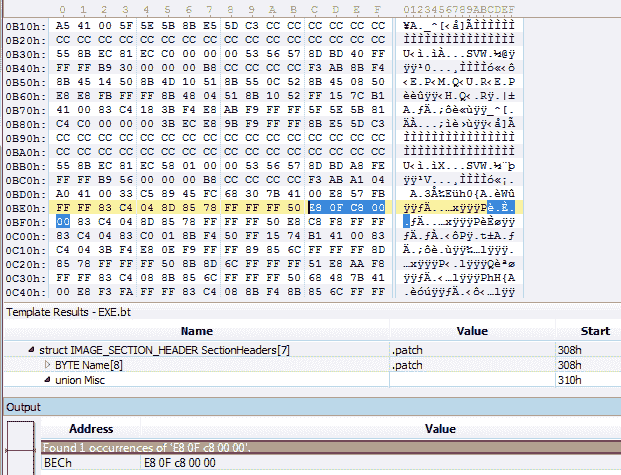 0 1 2 3 4 5 6 7 8 9 A B C D E F 0123456789ABCDEF
0B10h: A5 41 00 5F 5E 5B 8B E5 5D C3 CC CC CC CC CC CC ¥A._^[‹å]ÃÌÌÌÌÌÌ
0B20h: CC CC CC CC CC CC CC CC CC CC CC CC CC CC CC CC ÌÌÌÌÌÌÌÌÌÌÌÌÌÌÌÌ
0B30h: 55 8B EC 81 EC C0 00 00 00 53 56 57 8D BD 40 FF U‹ì.ìÀ...SVW.½@ÿ
0B40h: FF FF B9 30 00 00 00 B8 CC CC CC CC F3 AB 8B F4 ÿÿ¹0...¸ÌÌÌÌó«‹ô
0B50h: 8B 45 14 50 8B 4D 10 51 8B 55 0C 52 8B 45 08 50 ‹E.P‹M.Q‹U.R‹E.P
0B60h: E8 E8 FB FF FF 8B 48 04 51 8B 10 52 FF 15 7C B1 èèûÿÿ‹H.Q‹.Rÿ.|±
0B70h: 41 00 83 C4 18 3B F4 E8 AB F9 FF FF 5F 5E 5B 81 A.ƒÄ.;ôè«ùÿÿ_^[.
0B80h: C4 C0 00 00 00 3B EC E8 9B F9 FF FF 8B E5 5D C3 ÄÀ...;ìè›ùÿÿ‹å]Ã
0B90h: CC CC CC CC CC CC CC CC CC CC CC CC CC CC CC CC ÌÌÌÌÌÌÌÌÌÌÌÌÌÌÌÌ
0BA0h: CC CC CC CC CC CC CC CC CC CC CC CC CC CC CC CC ÌÌÌÌÌÌÌÌÌÌÌÌÌÌÌÌ
0BB0h: 55 8B EC 81 EC 58 01 00 00 53 56 57 8D BD A8 FE U‹ì.ìX...SVW.½¨þ
0BC0h: FF FF B9 56 00 00 00 B8 CC CC CC CC F3 AB A1 04 ÿÿ¹V...¸ÌÌÌÌó«¡.
0BD0h: A0 41 00 33 C5 89 45 FC 68 30 7B 41 00 E8 57 FB  A.3Å‰Eüh0{A.èWû
0BE0h: FF FF 83 C4 04 8D 85 78 FF FF FF 50 E8 0F C8 00 ÿÿƒÄ..…xÿÿÿPè.È.
0BF0h: 00 83 C4 04 8D 85 78 FF FF FF 50 E8 C8 F8 FF FF .ƒÄ..…xÿÿÿPèÈøÿÿ
0C00h: 83 C4 04 83 C0 01 8B F4 50 FF 15 74 B1 41 00 83 ƒÄ.ƒÀ.‹ôPÿ.t±A.ƒ
0C10h: C4 04 3B F4 E8 0E F9 FF FF 89 85 6C FF FF FF 8D Ä.;ôè.ùÿÿ‰…lÿÿÿ.
0C20h: 85 78 FF FF FF 50 8B 8D 6C FF FF FF 51 E8 AA F8 …xÿÿÿP‹.lÿÿÿQèªø
0C30h: FF FF 83 C4 08 8B 85 6C FF FF FF 50 68 48 7B 41 ÿÿƒÄ.‹…lÿÿÿPhH{A
0C40h: 00 E8 F3 FA FF FF 83 C4 08 8B F4 8B 85 6C FF FF .èóúÿÿƒÄ.‹ô‹…lÿÿ
Template Results - EXE.bt
Name Value Start
struct IMAGE_SECTION_HEADER SectionHeaders[7] .patch 308h
BYTE Name[8] .patch 308h
union Misc 310h
Output
Address Value
Found 1 occurrences of 'E8 0F c8 00 00'.
BECh E8 0F c8 00 00